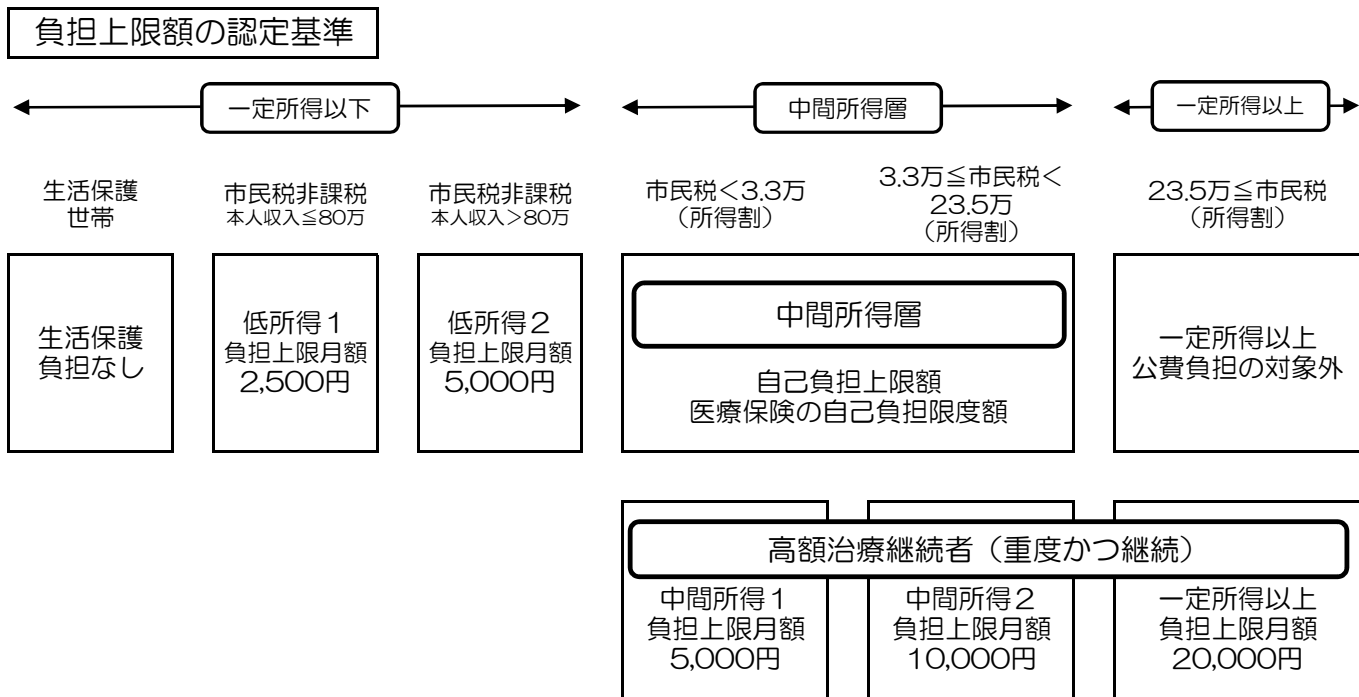 負担上限額の認定基準
一定所得以下
中間所得層
一定所得以上
生活保護
世帯
市民税非課税
本人収入≦80万
市民税非課税
本人収入>80万
市民税<3.3万
(所得割)
3.3万≦市民税<
23.5万
(所得割)
23.5万≦市民税
(所得割)
生活保護
負担なし
低所得1
負担上限月額
2,500円
低所得2
負担上限月額
5,000円
中間所得層
自己負担上限額
医療保険の自己負担限度額
一定所得以上
公費負担の対象外
高額治療継続者(重度かつ継続)
中間所得1
負担上限月額
5,000円
中間所得2
負担上限月額
10,000円
一定所得以上
負担上限月額
20,000円